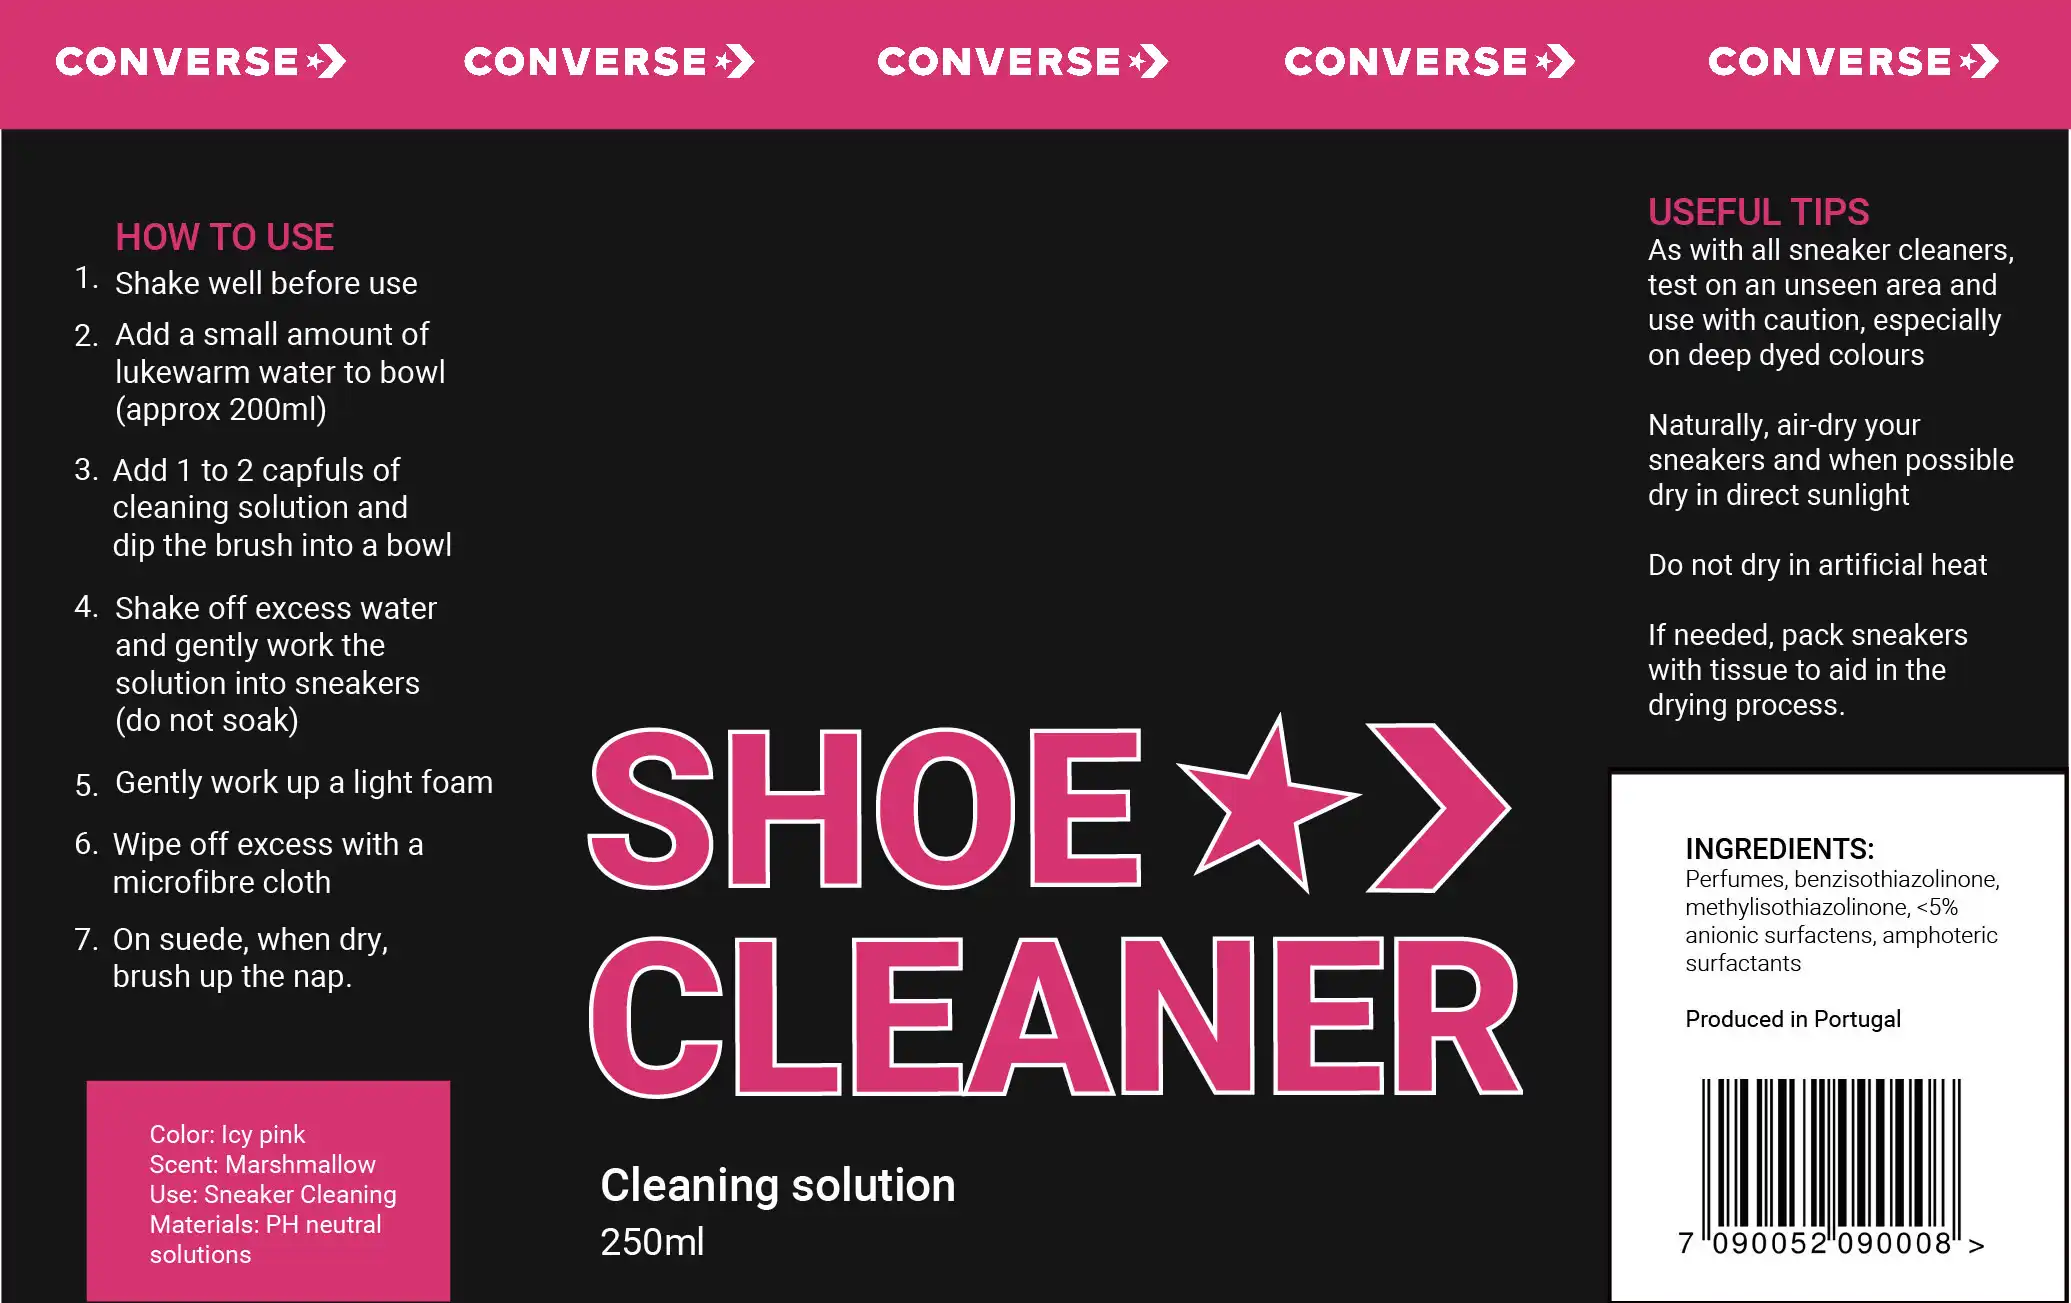 CONVERSE CONVERSE CONVERSE CONVERSE CONVERSE
HOW TO USE
1. Shake well before use
2. Add a small amount of
lukewarm water to bowl
(approx 200ml)
3. Add 1 to 2 capfuls of
cleaning solution and
dip the brush into a bowl
4. Shake off excess water
and gently work the
solution into sneakers
(do not soak)
5. Gently work up a light foam
6. Wipe off excess with a
microfibre cloth
7. On suede, when dry,
brush up the nap.
Color: Icy pink
Scent: Marshmallow
Use: Sneaker Cleaning
Materials: PH neutral
solutions
SHOE
CLEANER
Cleaning solution
250ml
USEFUL TIPS
As with all sneaker cleaners,
test on an unseen area and
use with caution, especially
on deep dyed colours
Naturally, air-dry your
sneakers and when possible
dry in direct sunlight
Do not dry in artificial heat
If needed, pack sneakers
with tissue to aid in the
drying process.
INGREDIENTS:
Perfumes, benzisothiazolinone,
methylisothiazolinone, <5%
anionic surfactens, amphoteric
surfactants
Produced in Portugal
7 090052 090008 >